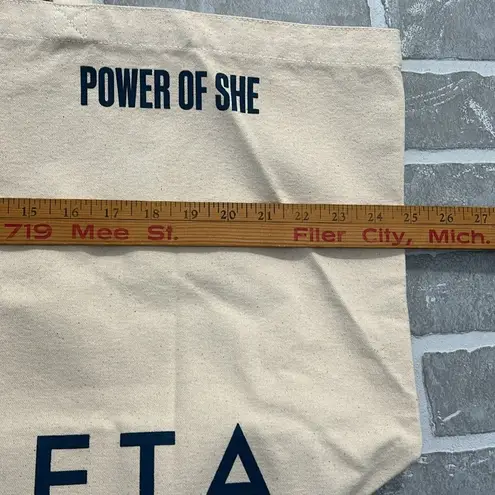 POWER OF SHE
15 16 17 18 19 20 21 22 23 24 25 26 27
719 Mee St. Filer City, Mich.
ETA